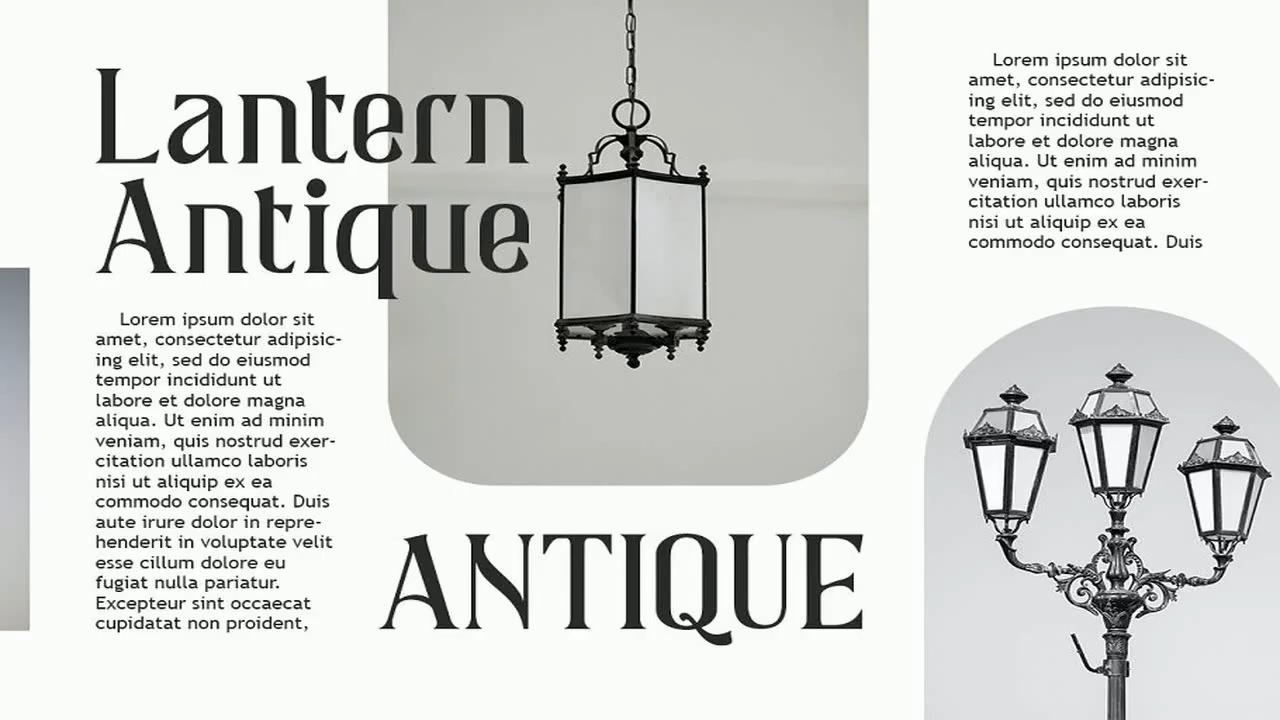 Lantern
Antique
Lorem ipsum dolor sit
amet, consectetur adipisic-
ing elit, sed do eiusmod
tempor incididunt ut
labore et dolore magna
aliqua. Ut enim ad minim
veniam, quis nostrud exer-
citation ullamco laboris
nisi ut aliquip ex ea
commodo consequat. Duis
aute irure dolor in repre-
henderit in voluptate velit
esse cillum dolore eu
fugiat nulla pariatur.
Excepteur sint occaecat
cupidatat non proident,
ANTIQUE
Lorem ipsum dolor sit
amet, consectetur adipisic-
ing elit, sed do eiusmod
tempor incididunt ut
labore et dolore magna
aliqua. Ut enim ad minim
veniam, quis nostrud exer-
citation ullamco laboris
nisi ut aliquip ex ea
commodo consequat. Duis